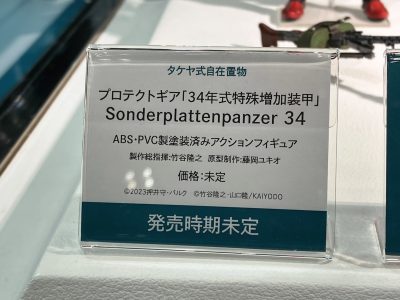 タケヤ式自在置物
プロテクトギア「34年式特殊増加装甲」
Sonderplattenpanzer 34
ABS・PVC製塗装済みアクションフィギュア
製作総指揮:竹谷隆之 原型制作:藤岡ユキオ
価格：未定
©2023押井守・バルク ©竹谷隆之・山口隆/KAIYODO
発売時期未定